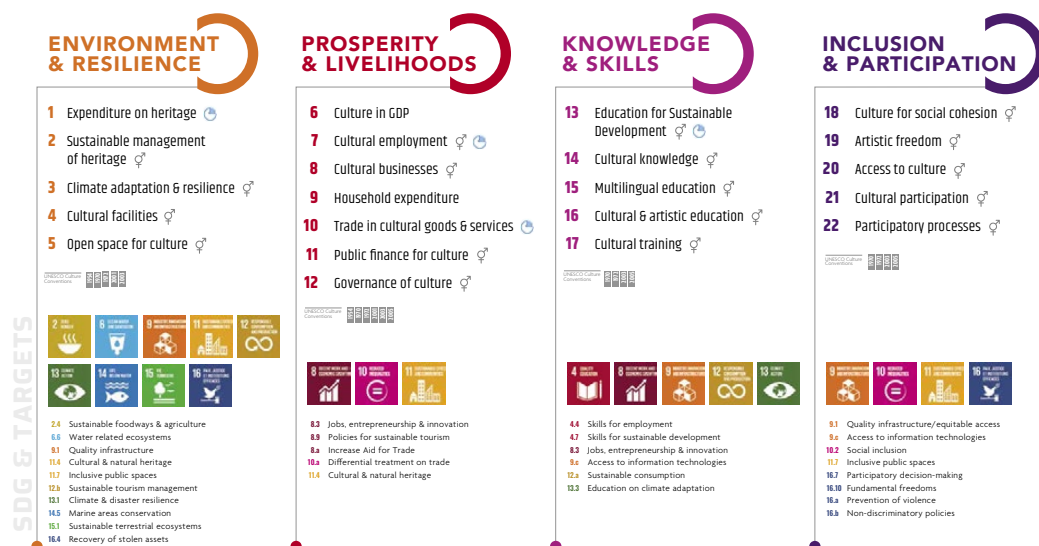 ENVIRONMENT
& RESILIENCE
1 Expenditure on heritage
2 Sustainable management
of heritage
3 Climate adaptation & resilience
4 Cultural facilities
5 Open space for culture
UNESCO Culture
Conventions
2.4 Sustainable foodways & agriculture
6.6 Water related ecosystems
9.1 Quality infrastructure
11.4 Cultural & natural heritage
11.7 Inclusive public spaces
12.b Sustainable tourism management
13.1 Climate & disaster resilience
14.5 Marine areas conservation
15.1 Sustainable terrestrial ecosystems
16.4 Recovery of stolen assets
PROSPERITY
& LIVELIHOODS
6 Culture in GDP
7 Cultural employment
8 Cultural businesses
9 Household expenditure
10 Trade in cultural goods & services
11 Public finance for culture
12 Governance of culture
UNESCO Culture
Conventions
8.3 Jobs, entrepreneurship & innovation
8.9 Policies for sustainable tourism
8.a Increase Aid for Trade
10.a Differential treatment on trade
11.4 Cultural & natural heritage
KNOWLEDGE
& SKILLS
13 Education for Sustainable
Development
14 Cultural knowledge
15 Multilingual education
16 Cultural & artistic education
17 Cultural training
UNESCO Culture
Conventions
4.4 Skills for employment
4.7 Skills for sustainable development
8.3 Jobs, entrepreneurship & innovation
9.c Access to information technologies
12.a Sustainable consumption
13.3 Education on climate adaptation
INCLUSION
& PARTICIPATION
18 Culture for social cohesion
19 Artistic freedom
20 Access to culture
21 Cultural participation
22 Participatory processes
UNESCO Culture
Conventions
9.1 Quality infrastructure/equitable access
9.c Access to information technologies
10.2 Social inclusion
11.7 Inclusive public spaces
16.7 Participatory decision-making
16.10 Fundamental freedoms
16.a Prevention of violence
16.b Non-discriminatory policies
SDG & TARGETS